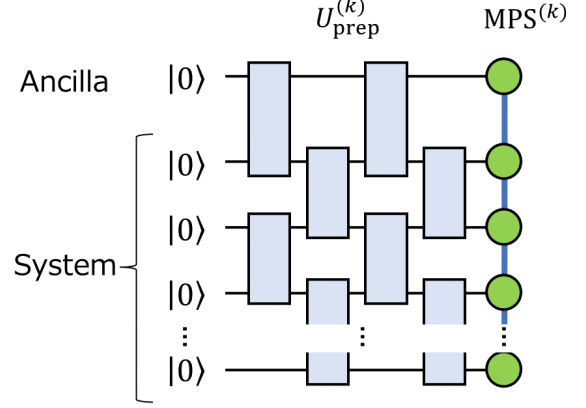 U_prep^(k) MPS^(k)
Ancilla |0⟩
|0⟩
|0⟩
System
|0⟩
⋮ ⋮ ⋮
|0⟩